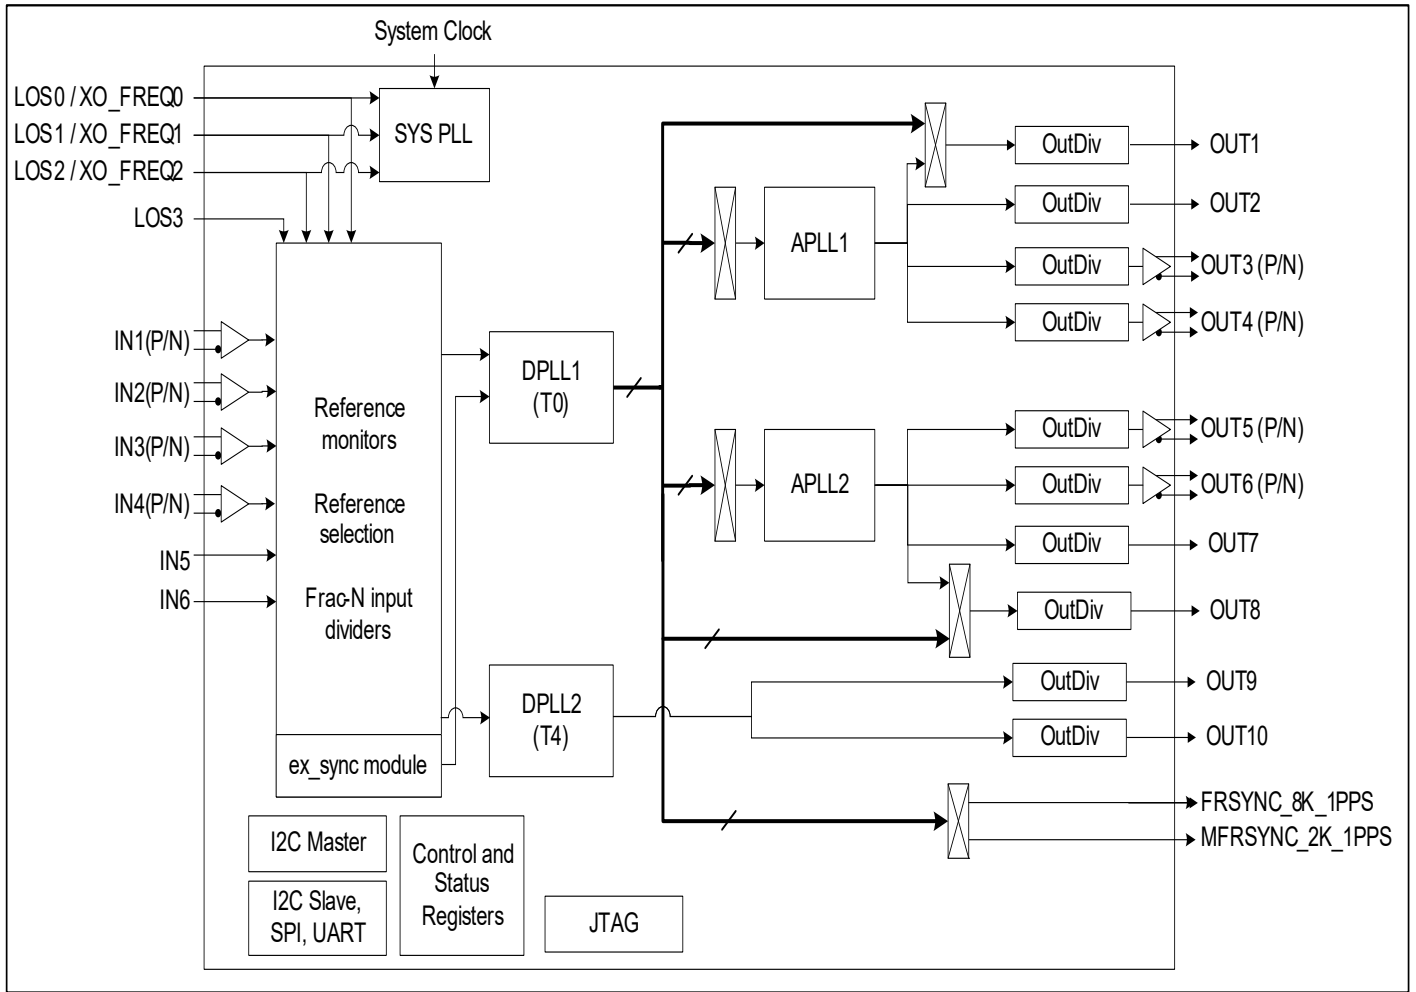 System Clock
LOS0 / XO_FREQ0
LOS1 / XO_FREQ1
LOS2 / XO_FREQ2
LOS3
SYS PLL
IN1(P/N)
IN2(P/N)
IN3(P/N)
IN4(P/N)
IN5
IN6
Reference
monitors
Reference
selection
Frac-N input
dividers
ex_sync module
DPLL1
(T0)
DPLL2
(T4)
APLL1
APLL2
OutDiv
OUT1
OutDiv
OUT2
OutDiv
OUT3 (P/N)
OutDiv
OUT4 (P/N)
OutDiv
OUT5 (P/N)
OutDiv
OUT6 (P/N)
OutDiv
OUT7
OutDiv
OUT8
OutDiv
OUT9
OutDiv
OUT10
FRSYNC_8K_1PPS
MFRSYNC_2K_1PPS
I2C Master
I2C Slave,
SPI, UART
Control and
Status
Registers
JTAG